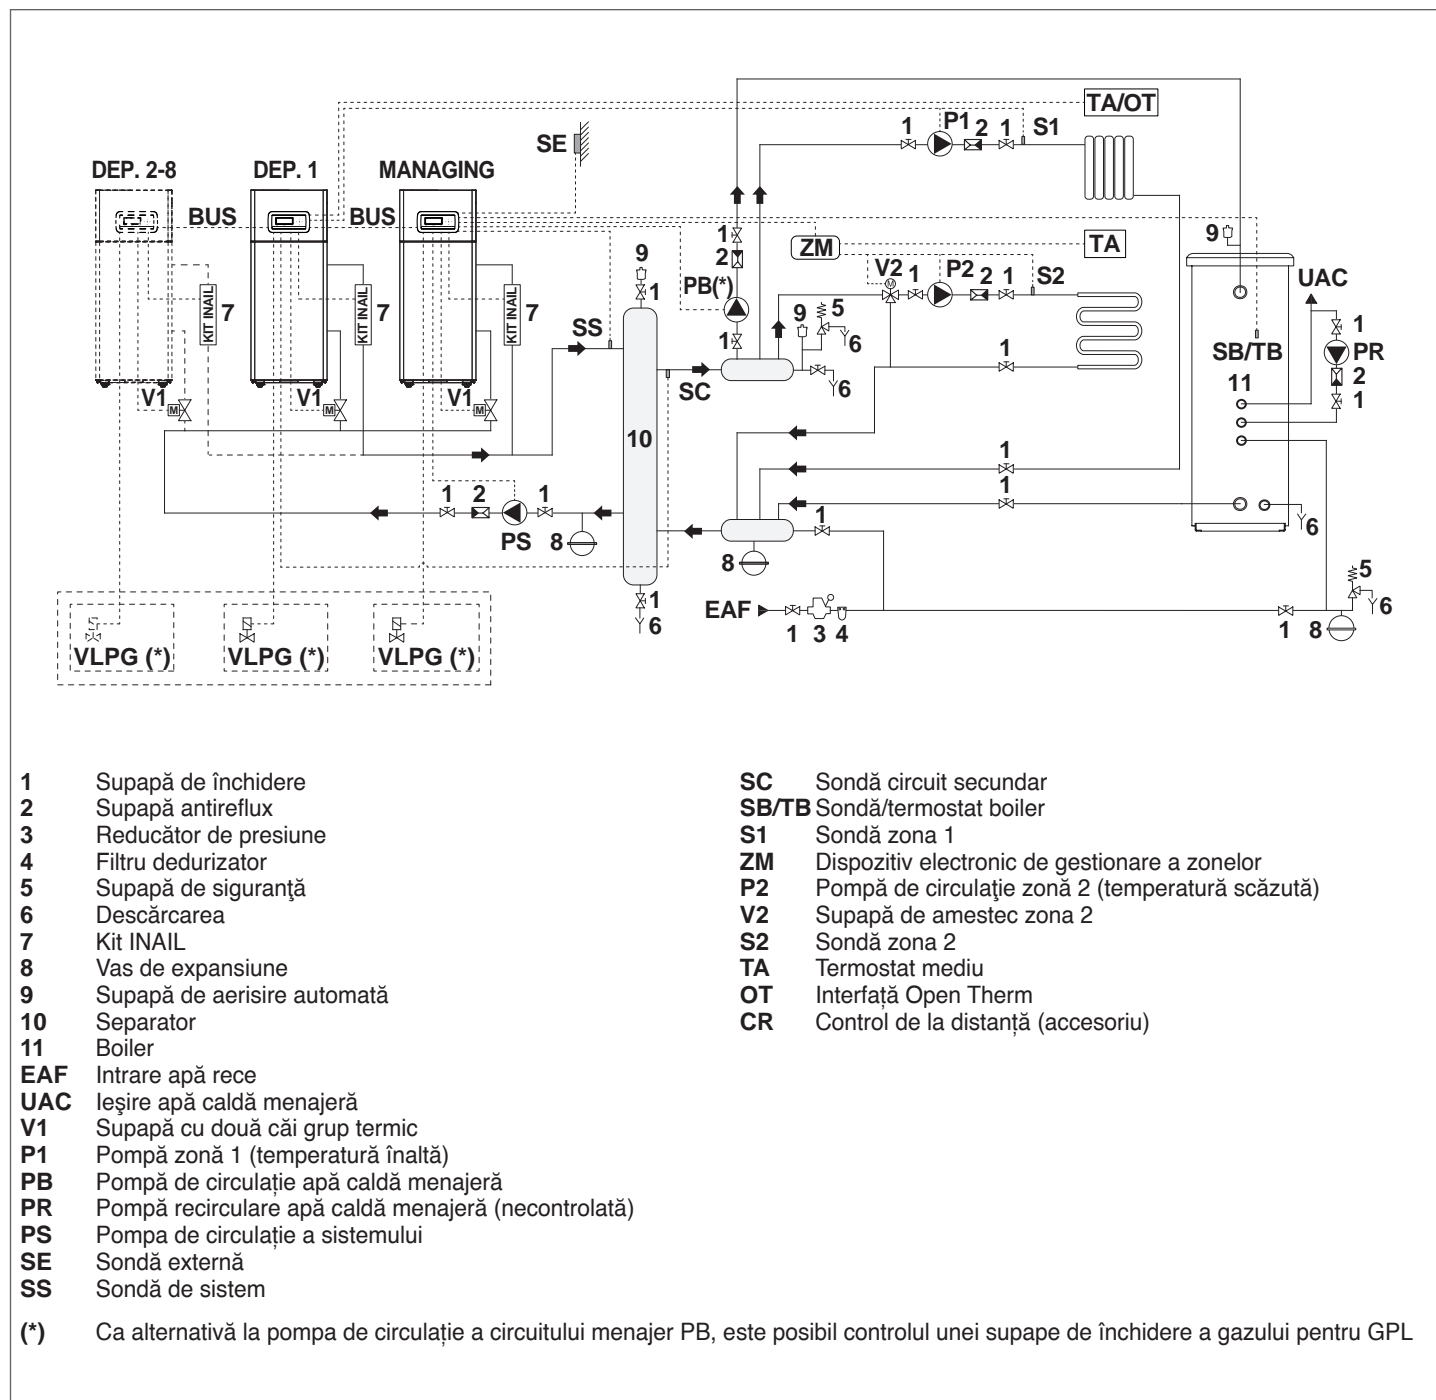 TA/OT
1 P1 2 1 S1
SE
DEP. 2-8 DEP. 1 MANAGING
BUS BUS
1
ZM
TA
9
9
2
V2 1 P2 2 1 S2
UAC
PB(*)
1
7 KIT INAIL 7 KIT INAIL 7 KIT INAIL
SS
9 5
1
6
1
PR
SB/TB
2
SC
6
11
1
V1 V1 V1
M M M M
1
10
1
1
1 2 1
1
PS
8
8
6
5
EAF
1 3 4
1
6
1 8
6
VLPG (*) VLPG (*) VLPG (*)
1 Supapă de închidere
2 Supapă antireflux
3 Reducător de presiune
4 Filtru dedurizator
5 Supapă de siguranţă
6 Descărcarea
7 Kit INAIL
8 Vas de expansiune
9 Supapă de aerisire automată
10 Separator
11 Boiler
EAF Intrare apă rece
UAC Ieşire apă caldă menajeră
V1 Supapă cu două căi grup termic
P1 Pompă zonă 1 (temperatură înaltă)
PB Pompă de circulație apă caldă menajeră
PR Pompă recirculare apă caldă menajeră (necontrolată)
PS Pompa de circulație a sistemului
SE Sondă externă
SS Sondă de sistem
SC Sondă circuit secundar
SB/TB Sondă/termostat boiler
S1 Sondă zona 1
ZM Dispozitiv electronic de gestionare a zonelor
P2 Pompă de circulaţie zonă 2 (temperatură scăzută)
V2 Supapă de amestec zona 2
S2 Sondă zona 2
TA Termostat mediu
OT Interfață Open Therm
CR Control de la distanță (accesoriu)
(*) Ca alternativă la pompa de circulație a circuitului menajer PB, este posibil controlul unei supape de închidere a gazului pentru GPL